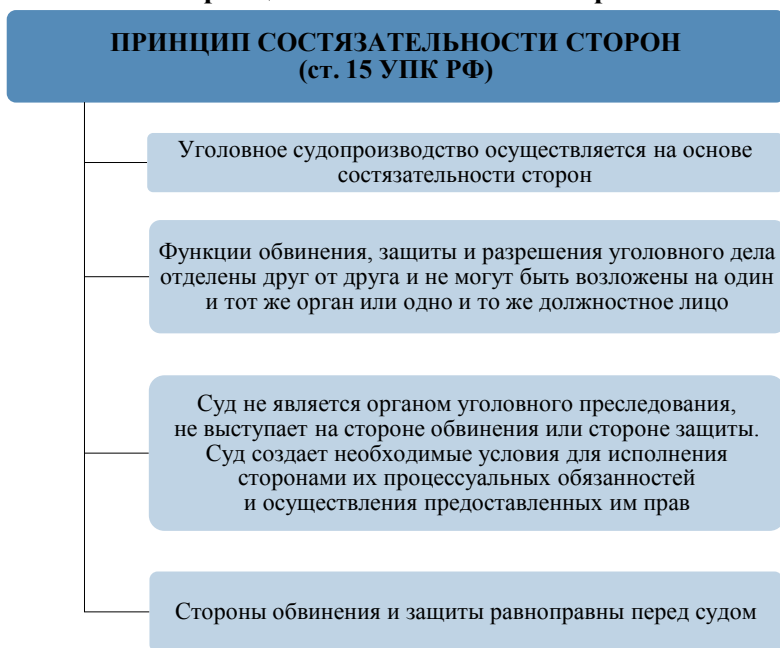 ПРИНЦИП СОСТЯЗАТЕЛЬНОСТИ СТОРОН
(ст. 15 УПК РФ)
Уголовное судопроизводство осуществляется на основе
состязательности сторон
Функции обвинения, защиты и разрешения уголовного дела
отделены друг от друга и не могут быть возложены на один
и тот же орган или одно и то же должностное лицо
Суд не является органом уголовного преследования,
не выступает на стороне обвинения или стороне защиты.
Суд создает необходимые условия для исполнения
сторонами их процессуальных обязанностей
и осуществления предоставленных им прав
Стороны обвинения и защиты равноправны перед судом